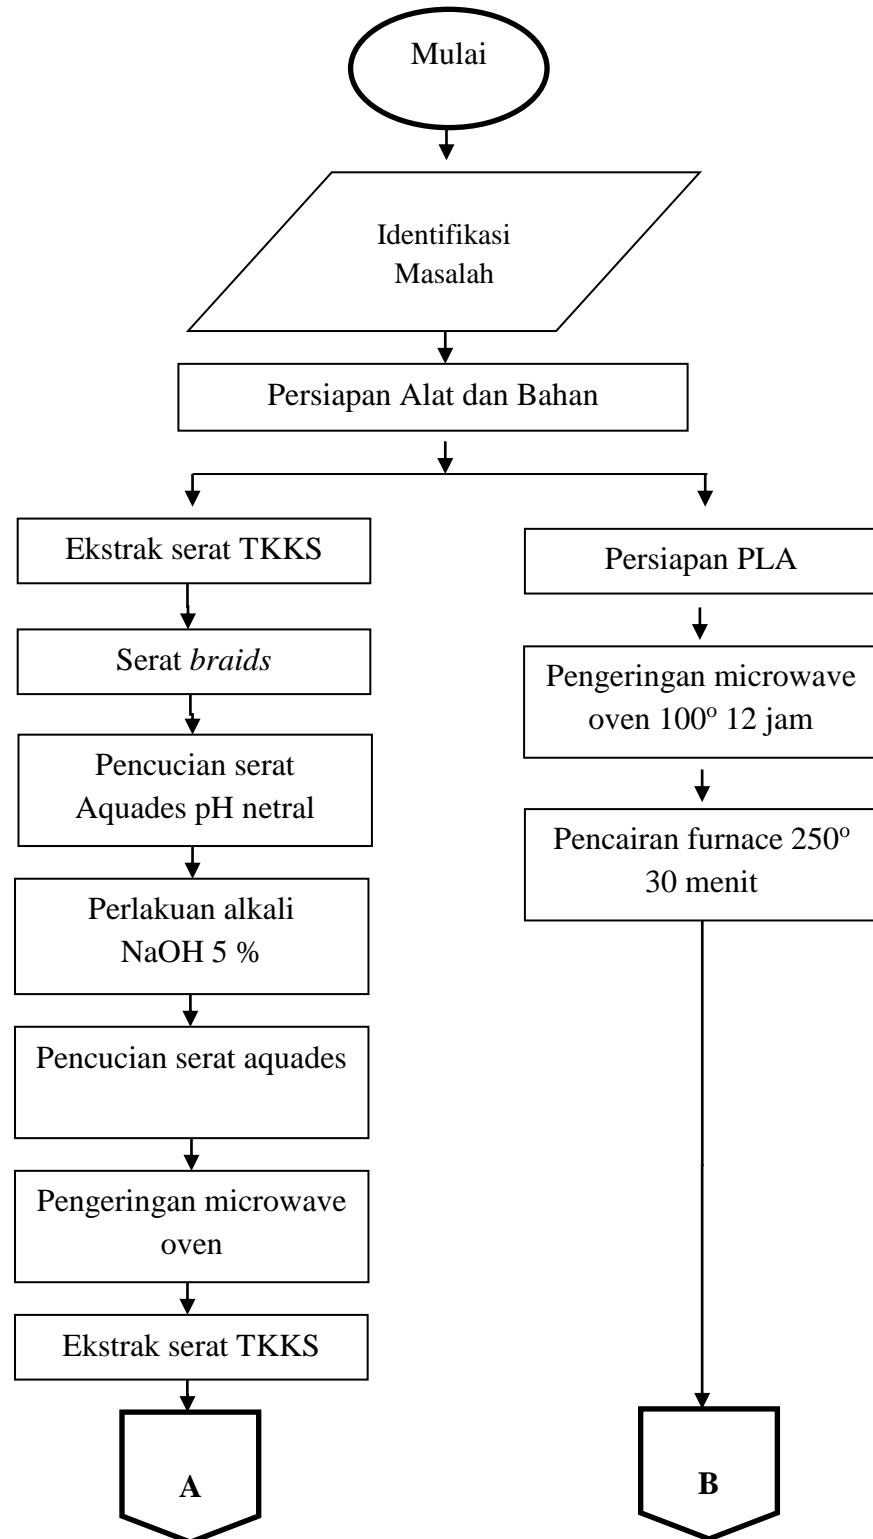 Mulai
Identifikasi
Masalah
Persiapan Alat dan Bahan
Ekstrak serat TKKS
Serat braids
Pencucian serat
Aquades pH netral
Perlakuan alkali
NaOH 5 %
Pencucian serat aquades
Pengeringan microwave
oven
Ekstrak serat TKKS
A
Persiapan PLA
Pengeringan microwave
oven 100° 12 jam
Pencairan furnace 250°
30 menit
B